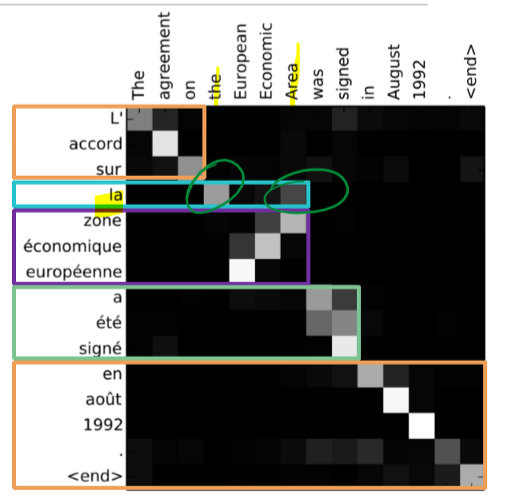 The
agreement
on
the
European
Economic
Area
was
signed
in
August
1992
.
<end>
L'
accord
sur
la
zone
économique
européenne
a
été
signé
en
août
1992
.
<end>